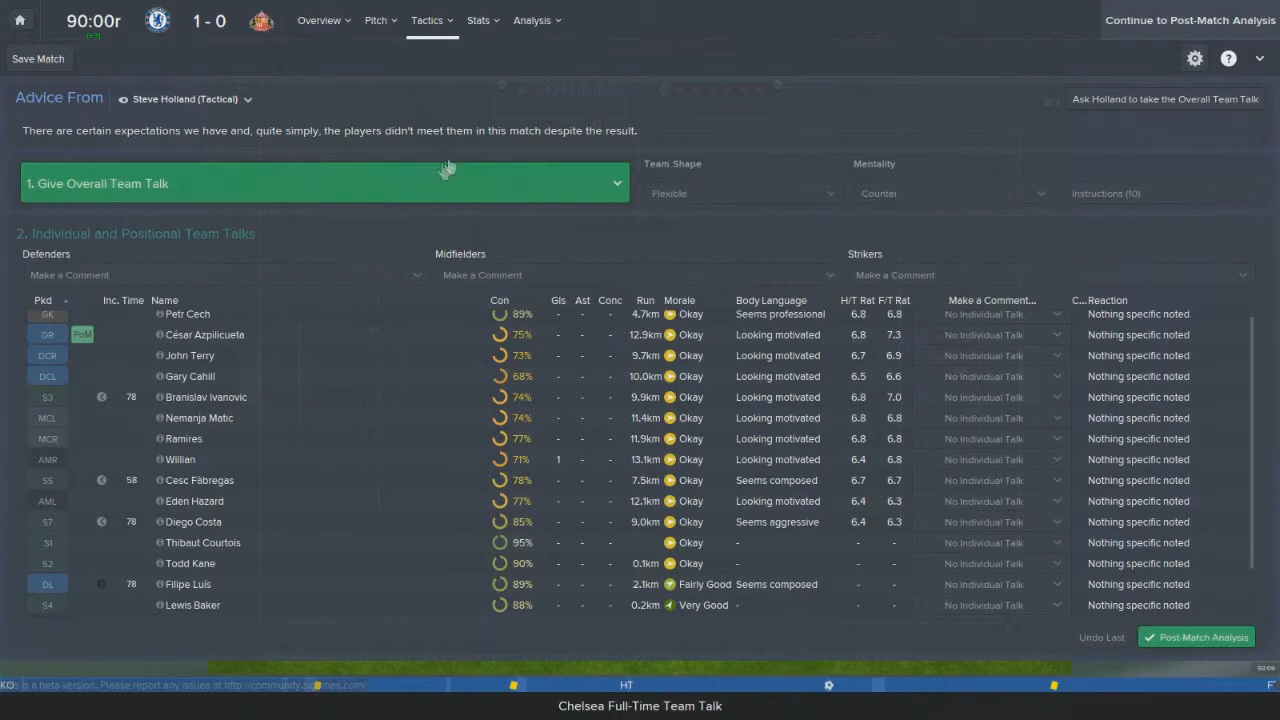 90:00r
(+3)
1 - 0
Overview
Pitch
Tactics
Stats
Analysis
Continue to Post-Match Analysis
Save Match
?
Advice From
Steve Holland (Tactical)
Ask Holland to take the Overall Team Talk
There are certain expectations we have and, quite simply, the players didn't meet them in this match despite the result.
Team Shape
Mentality
1. Give Overall Team Talk
Flexible
Counter
Instructions (10)
2. Individual and Positional Team Talks
Defenders
Midfielders
Strikers
Make a Comment
Make a Comment
Make a Comment
Pkd Inc. Time Name Con Gls Ast Conc Run Morale Body Language H/T Rat F/T Rat Make a Comment... C... Reaction
GK Petr Cech 89% - - - 4.7km Okay Seems professional 6.8 6.8 No Individual Talk Nothing specific noted
DR PoM César Azpilicueta 75% - - - 12.9km Okay Looking motivated 6.8 7.3 No Individual Talk Nothing specific noted
DCR John Terry 73% - - - 9.7km Okay Looking motivated 6.7 6.9 No Individual Talk Nothing specific noted
DCL Gary Cahill 68% - - - 10.0km Okay Looking motivated 6.5 6.6 No Individual Talk Nothing specific noted
S3 78 Branislav Ivanovic 74% - - - 9.9km Okay Looking motivated 6.8 7.0 No Individual Talk Nothing specific noted
MCL Nemanja Matic 74% - - - 11.4km Okay Looking motivated 6.8 6.8 No Individual Talk Nothing specific noted
MCR Ramires 77% - - - 11.9km Okay Looking motivated 6.8 6.8 No Individual Talk Nothing specific noted
AMR Willian 71% 1 - - 13.1km Okay Looking motivated 6.4 6.8 No Individual Talk Nothing specific noted
S5 58 Cesc Fàbregas 78% - - - 7.5km Okay Seems composed 6.7 6.7 No Individual Talk Nothing specific noted
AML Eden Hazard 77% - - - 12.1km Okay Looking motivated 6.4 6.3 No Individual Talk Nothing specific noted
S7 78 Diego Costa 85% - - - 9.0km Okay Seems aggressive 6.4 6.3 No Individual Talk Nothing specific noted
S1 Thibaut Courtois 95% - - - Okay - - - No Individual Talk Nothing specific noted
S2 Todd Kane 90% - - - 0.1km Okay - - No Individual Talk Nothing specific noted
DL 78 Filipe Luís 89% - - - 2.1km Fairly Good Seems composed - - No Individual Talk Nothing specific noted
S4 Lewis Baker 88% - - - 0.2km Very Good - - - No Individual Talk Nothing specific noted
Undo Last
Post-Match Analysis
KO
is a beta version. Please report any issues at http://community.sigames.com/
HT
F
Chelsea Full-Time Team Talk